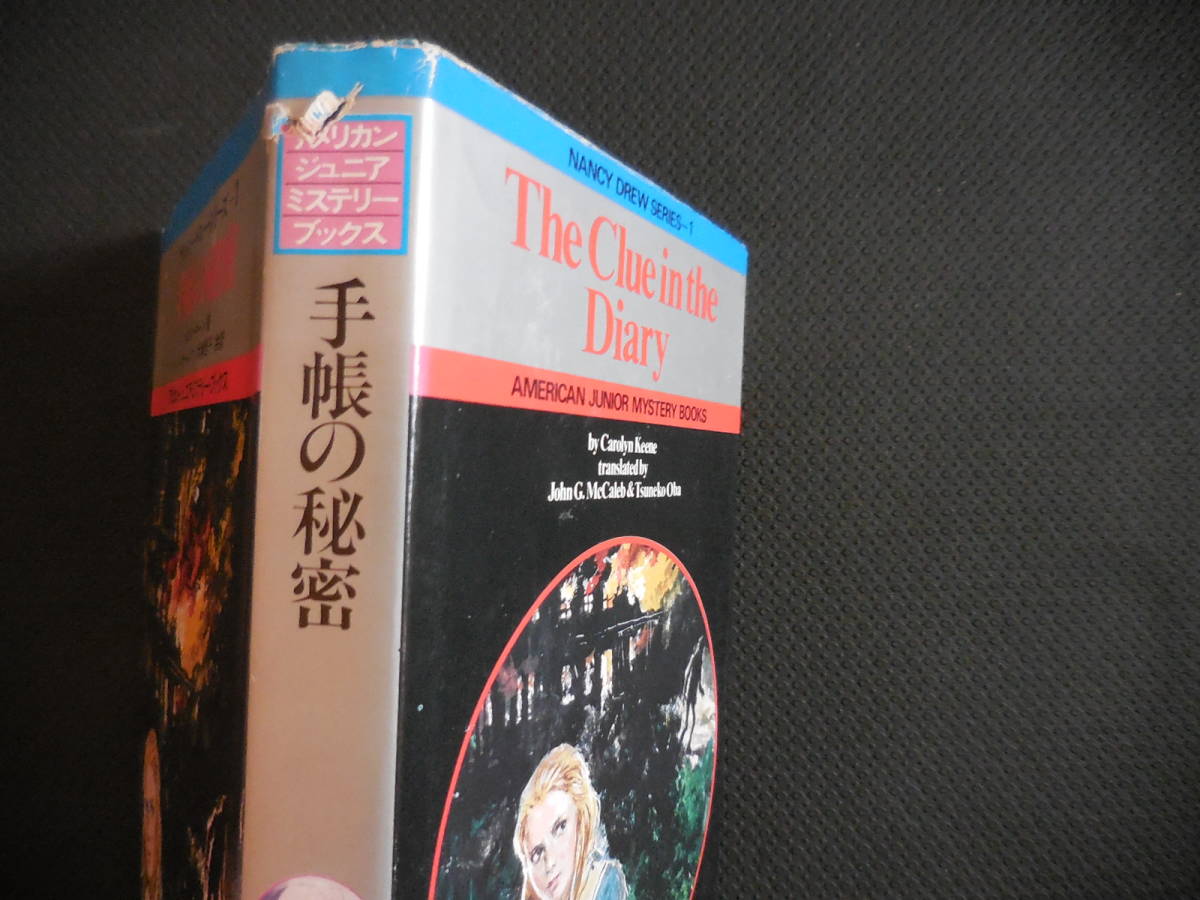 アメリカン
ジュニア
ミステリー
ブックス
手帳の秘密
NANCY DREW SERIES-1
The Clue in the
Diary
AMERICAN JUNIOR MYSTERY BOOKS
by Carolyn Keene
translated by
John G. McCaleb & Tsuneko Oba